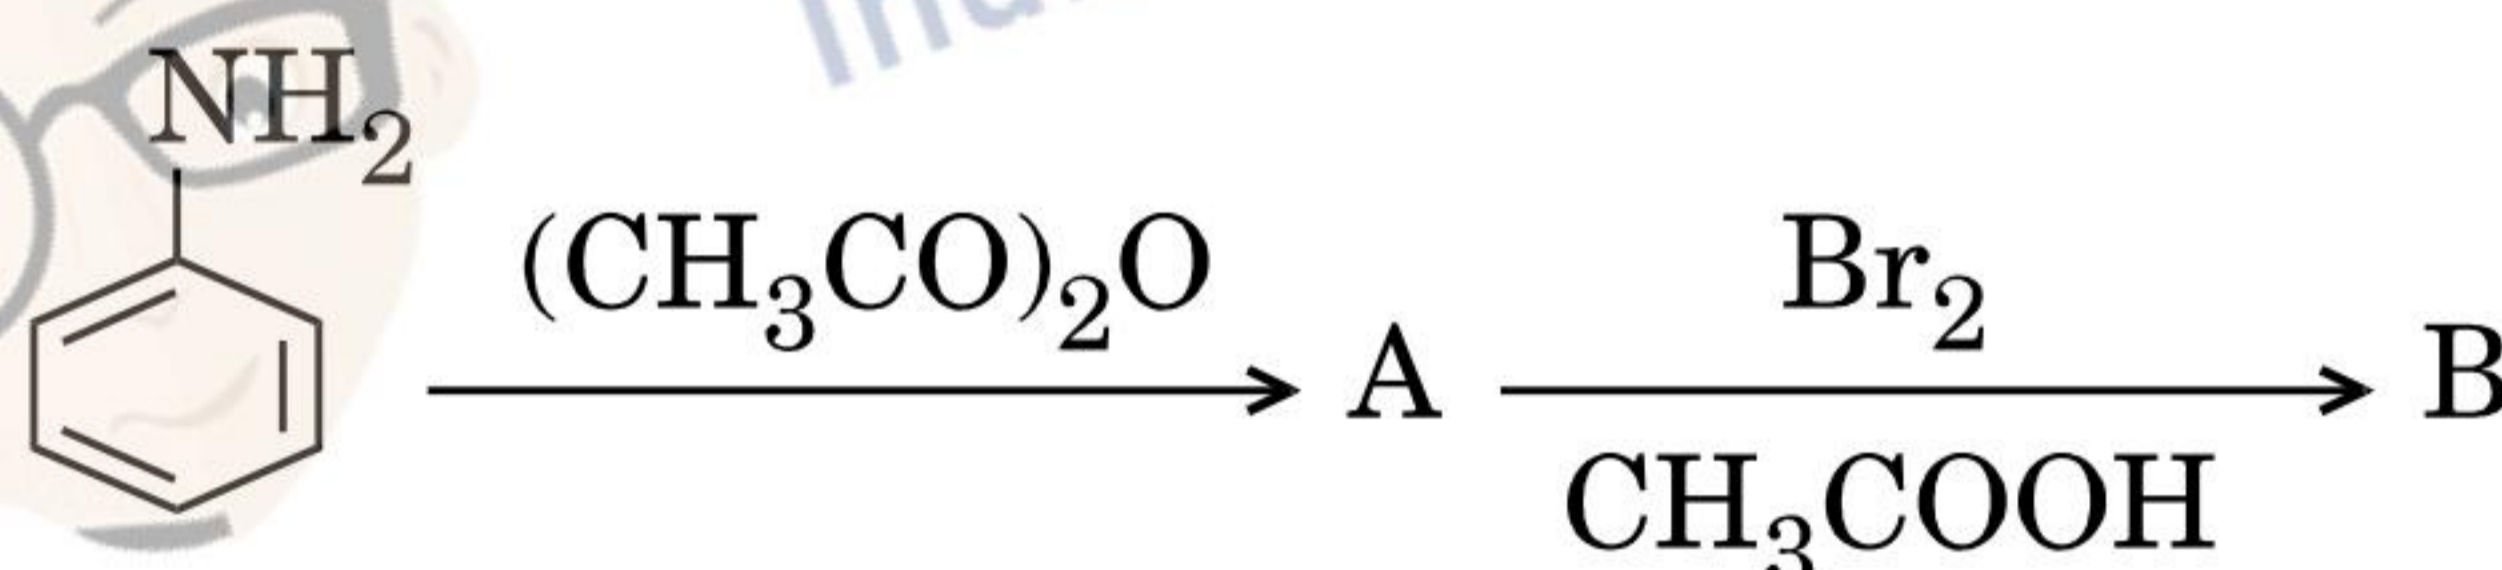 NH₂
(CH₃CO)₂O
A
Br₂
CH₃COOH
B